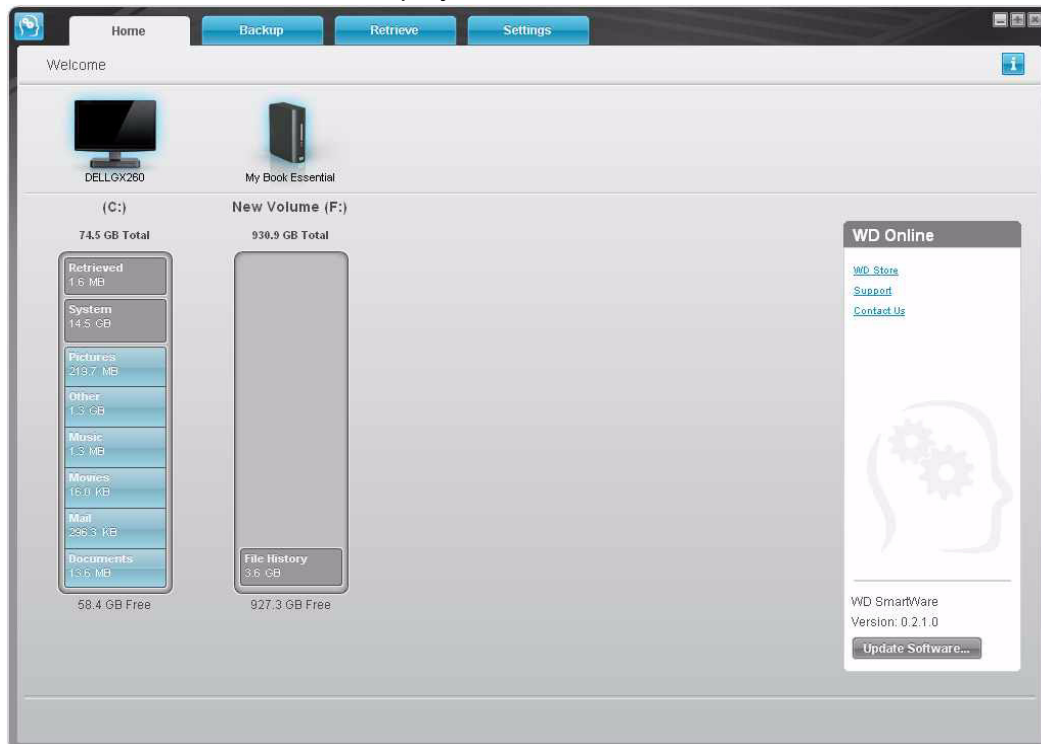 Home
Backup
Retrieve
Settings
Welcome
i
DELLGX260
My Book Essential
(C:)
New Volume (F:)
74.5 GB Total
930.9 GB Total
Retrieved
1.6 MB
System
14.5 GB
Pictures
219.7 MB
Other
1.3 GB
Music
1.3 MB
Movies
16.0 KB
Mail
296.3 KB
Documents
13.6 MB
File History
3.6 GB
58.4 GB Free
927.3 GB Free
WD Online
WD Store
Support
Contact Us
WD SmartWare
Version: 0.2.1.0
Update Software...